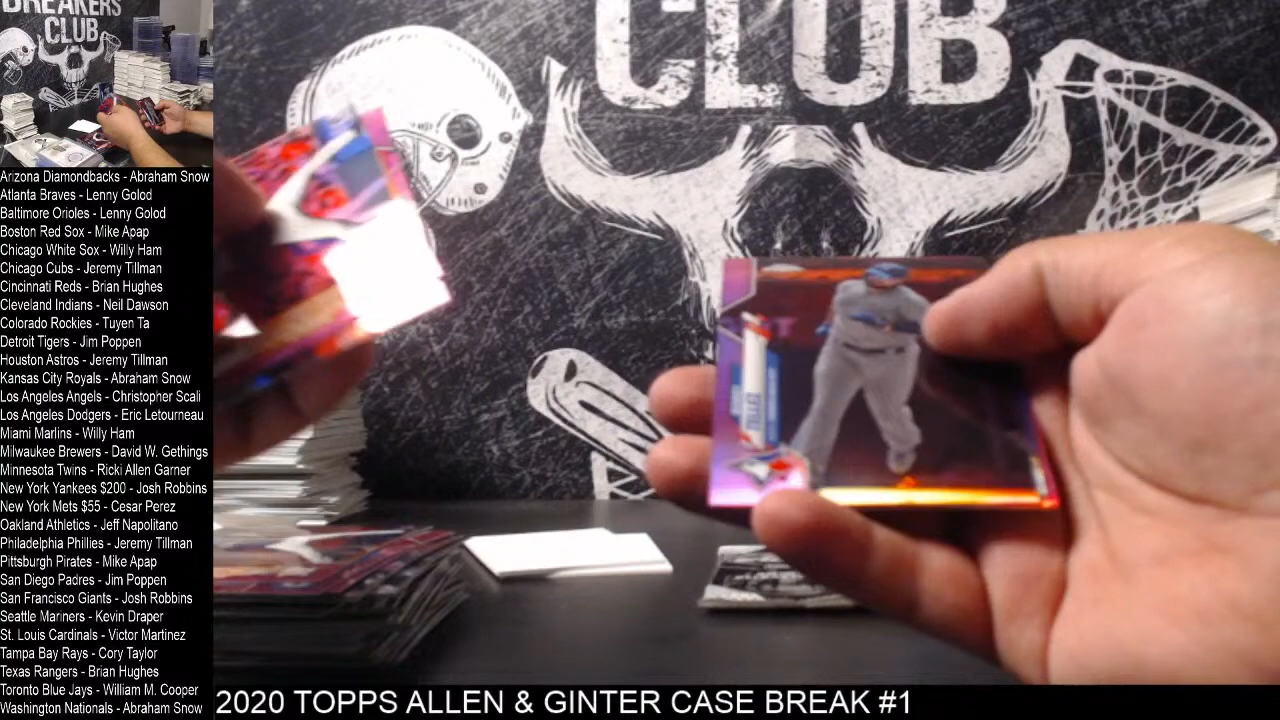 BREAKERS
CLUB
CLUB
Arizona Diamondbacks - Abraham Snow
Atlanta Braves - Lenny Golod
Baltimore Orioles - Lenny Golod
Boston Red Sox - Mike Apap
Chicago White Sox - Willy Ham
Chicago Cubs - Jeremy Tillman
Cincinnati Reds - Brian Hughes
Cleveland Indians - Neil Dawson
Colorado Rockies - Tuyen Ta
Detroit Tigers - Jim Poppen
Houston Astros - Jeremy Tillman
Kansas City Royals - Abraham Snow
Los Angeles Angels - Christopher Scali
Los Angeles Dodgers - Eric Letourneau
Miami Marlins - Willy Ham
Milwaukee Brewers - David W. Gethings
Minnesota Twins - Ricki Allen Garner
New York Yankees $200 - Josh Robbins
New York Mets $55 - Cesar Perez
Oakland Athletics - Jeff Napolitano
Philadelphia Phillies - Jeremy Tillman
Pittsburgh Pirates - Mike Apap
San Diego Padres - Jim Poppen
San Francisco Giants - Josh Robbins
Seattle Mariners - Kevin Draper
St. Louis Cardinals - Victor Martinez
Tampa Bay Rays - Cory Taylor
Texas Rangers - Brian Hughes
Toronto Blue Jays - William M. Cooper
Washington Nationals - Abraham Snow
TELLEZ
2020 TOPPS ALLEN & GINTER CASE BREAK #1